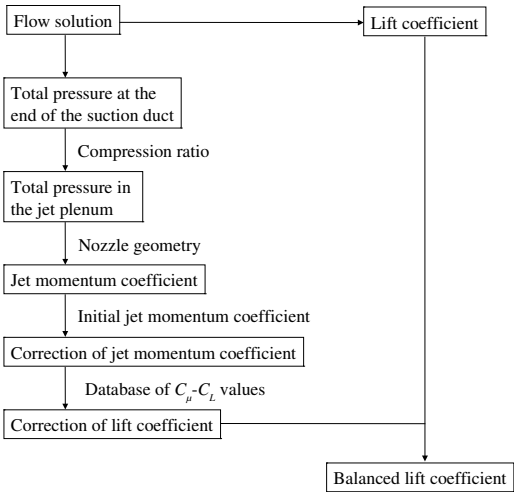 Flow solution
Lift coefficient
Total pressure at the
end of the suction duct
Compression ratio
Total pressure in
the jet plenum
Nozzle geometry
Jet momentum coefficient
Initial jet momentum coefficient
Correction of jet momentum coefficient
Database of Cμ-CL values
Correction of lift coefficient
Balanced lift coefficient